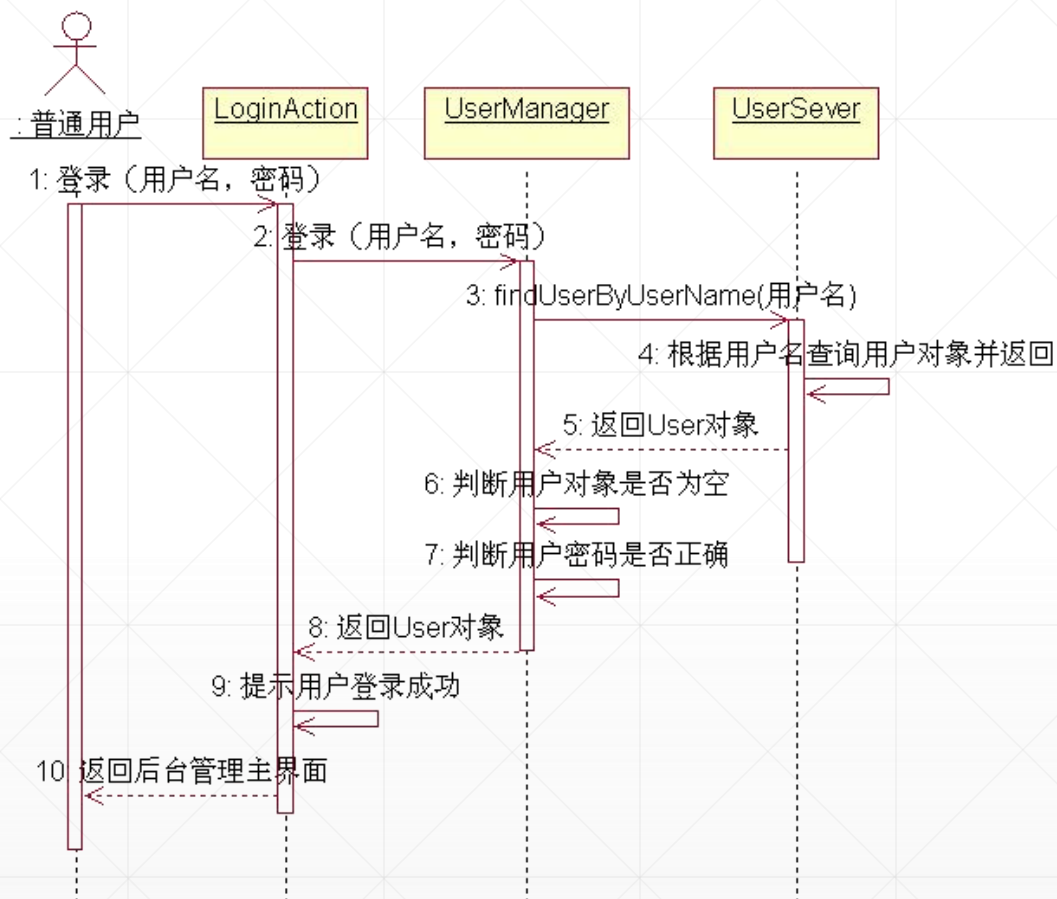 : 普通用户
LoginAction
UserManager
UserSever
1: 登录（用户名，密码）
2: 登录（用户名，密码）
3: findUserByUserName(用户名)
4: 根据用户名查询用户对象并返回
5: 返回User对象
6: 判断用户对象是否为空
7: 判断用户密码是否正确
8: 返回User对象
9: 提示用户登录成功
10: 返回后台管理主界面